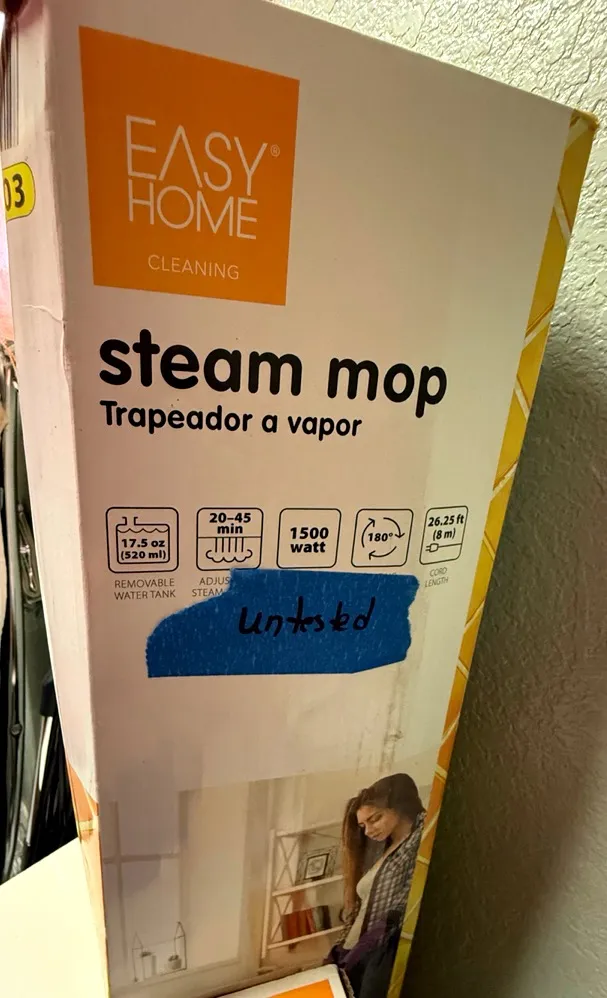 EASY®
HOME
CLEANING
03
steam mop
Trapeador a vapor
17.5 oz
(520 ml)
REMOVABLE
WATER TANK
20–45
min
STEAM
1500
watt
180°
26.25 ft
(8 m)
CORD
LENGTH
untested